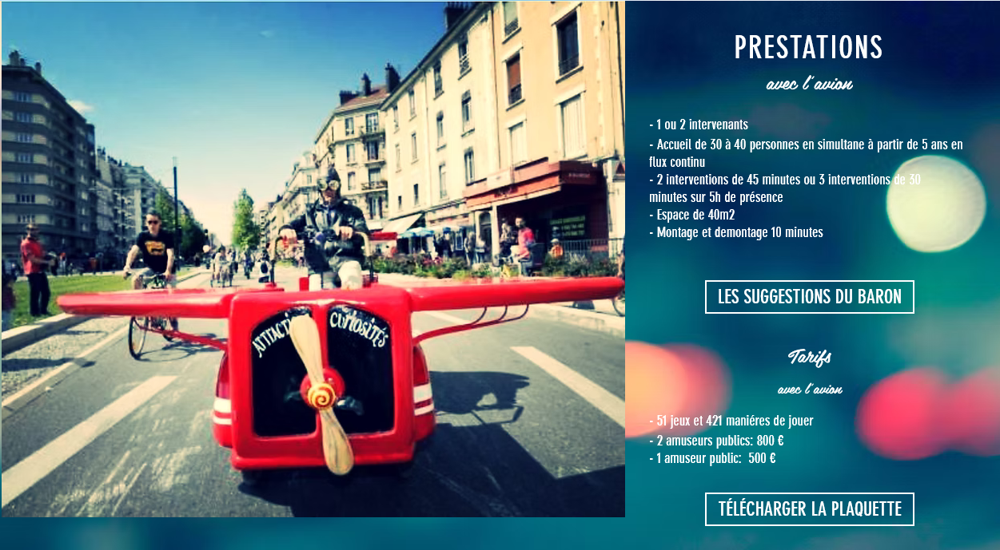 PRESTATIONS
avec l'avion
- 1 ou 2 intervenants
- Accueil de 30 à 40 personnes en simultane à partir de 5 ans en
flux continu
- 2 interventions de 45 minutes ou 3 interventions de 30
minutes sur 5h de présence
- Espace de 40m2
- Montage et demontage 10 minutes
LES SUGGESTIONS DU BARON
Tarifs
avec l'avion
- 51 jeux et 421 maniéres de jouer
- 2 amuseurs publics: 800 €
- 1 amuseur public:  500 €
TÉLÉCHARGER LA PLAQUETTE
CURIOSITÉS